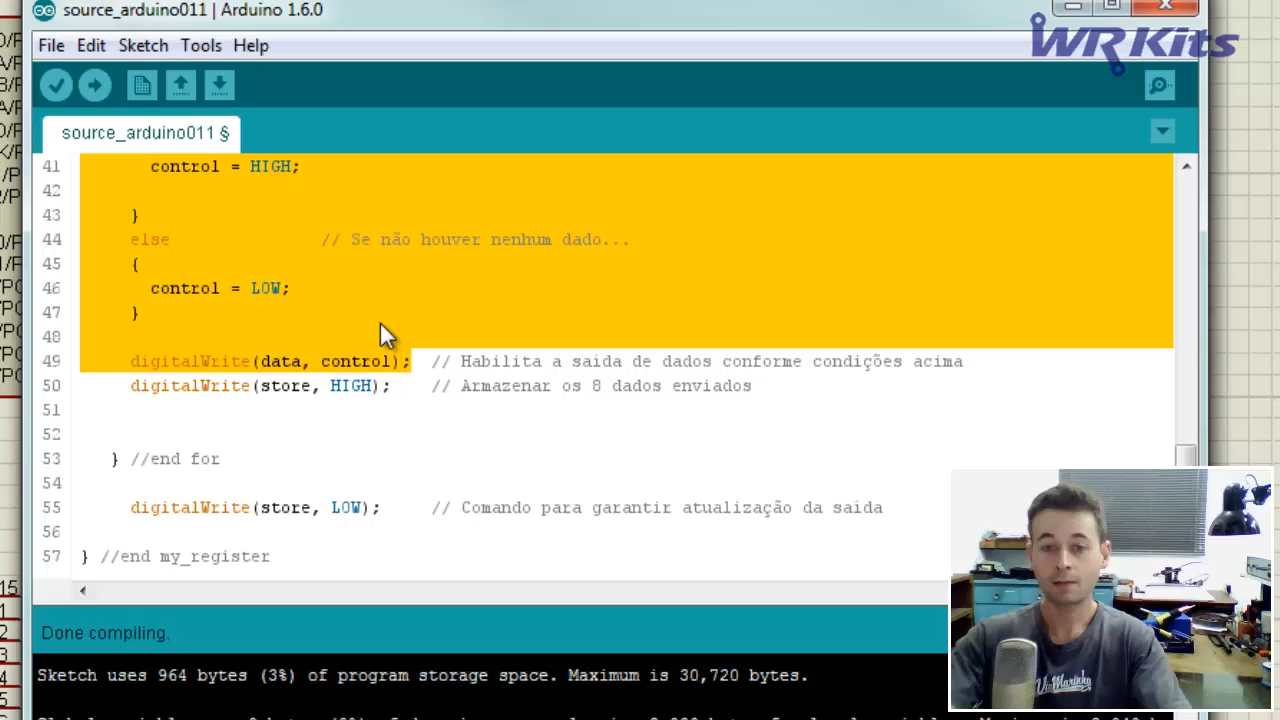 source_arduino011 | Arduino 1.6.0
WR Kits
File Edit Sketch Tools Help
source_arduino011 §
41 control = HIGH;
42
43 }
44 else // Se não houver nenhum dado...
45 {
46 control = LOW;
47 }
48
49 digitalWrite(data, control); // Habilita a saída de dados conforme condições acima
50 digitalWrite(store, HIGH); // Armazenar os 8 dados enviados
51
52
53 } //end for
54
55 digitalWrite(store, LOW); // Comando para garantir atualização da saída
56
57 } //end my_register
Done compiling.
Sketch uses 964 bytes (3%) of program storage space. Maximum is 30,720 bytes.